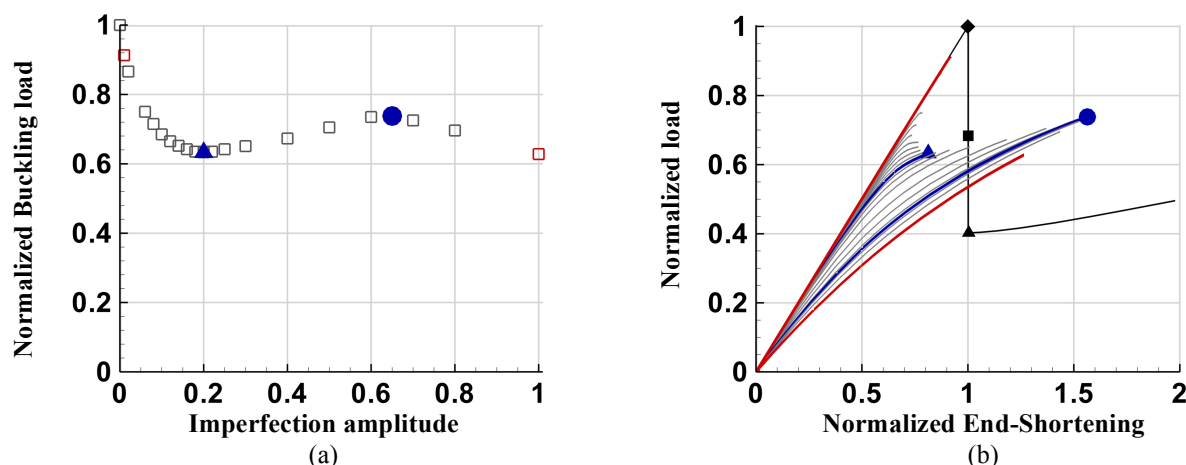 Normalized Buckling load
1
0.8
0.6
0.4
0.2
0
0 0.2 0.4 0.6 0.8 1
Imperfection amplitude
(a)
Normalized load
1
0.8
0.6
0.4
0.2
0
0 0.5 1 1.5 2
Normalized End-Shortening
(b)